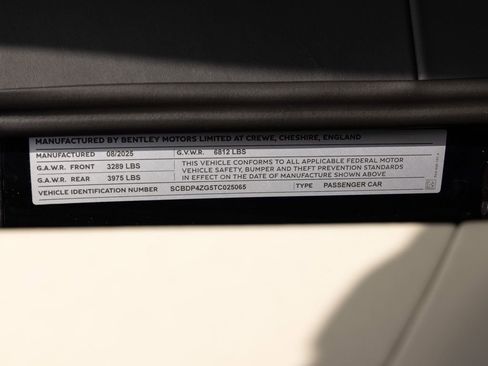 MANUFACTURED BY BENTLEY MOTORS LIMITED AT CREWE, CHESHIRE, ENGLAND
MANUFACTURED 08/2025 G.V.W.R. 6812 LBS
G.A.W.R. FRONT 3289 LBS
G.A.W.R. REAR 3975 LBS
THIS VEHICLE CONFORMS TO ALL APPLICABLE FEDERAL MOTOR
VEHICLE SAFETY, BUMPER AND THEFT PREVENTION STANDARDS
IN EFFECT ON THE DATE OF MANUFACTURE SHOWN ABOVE
VEHICLE IDENTIFICATION NUMBER SCBDP4ZG5TC025065 TYPE PASSENGER CAR